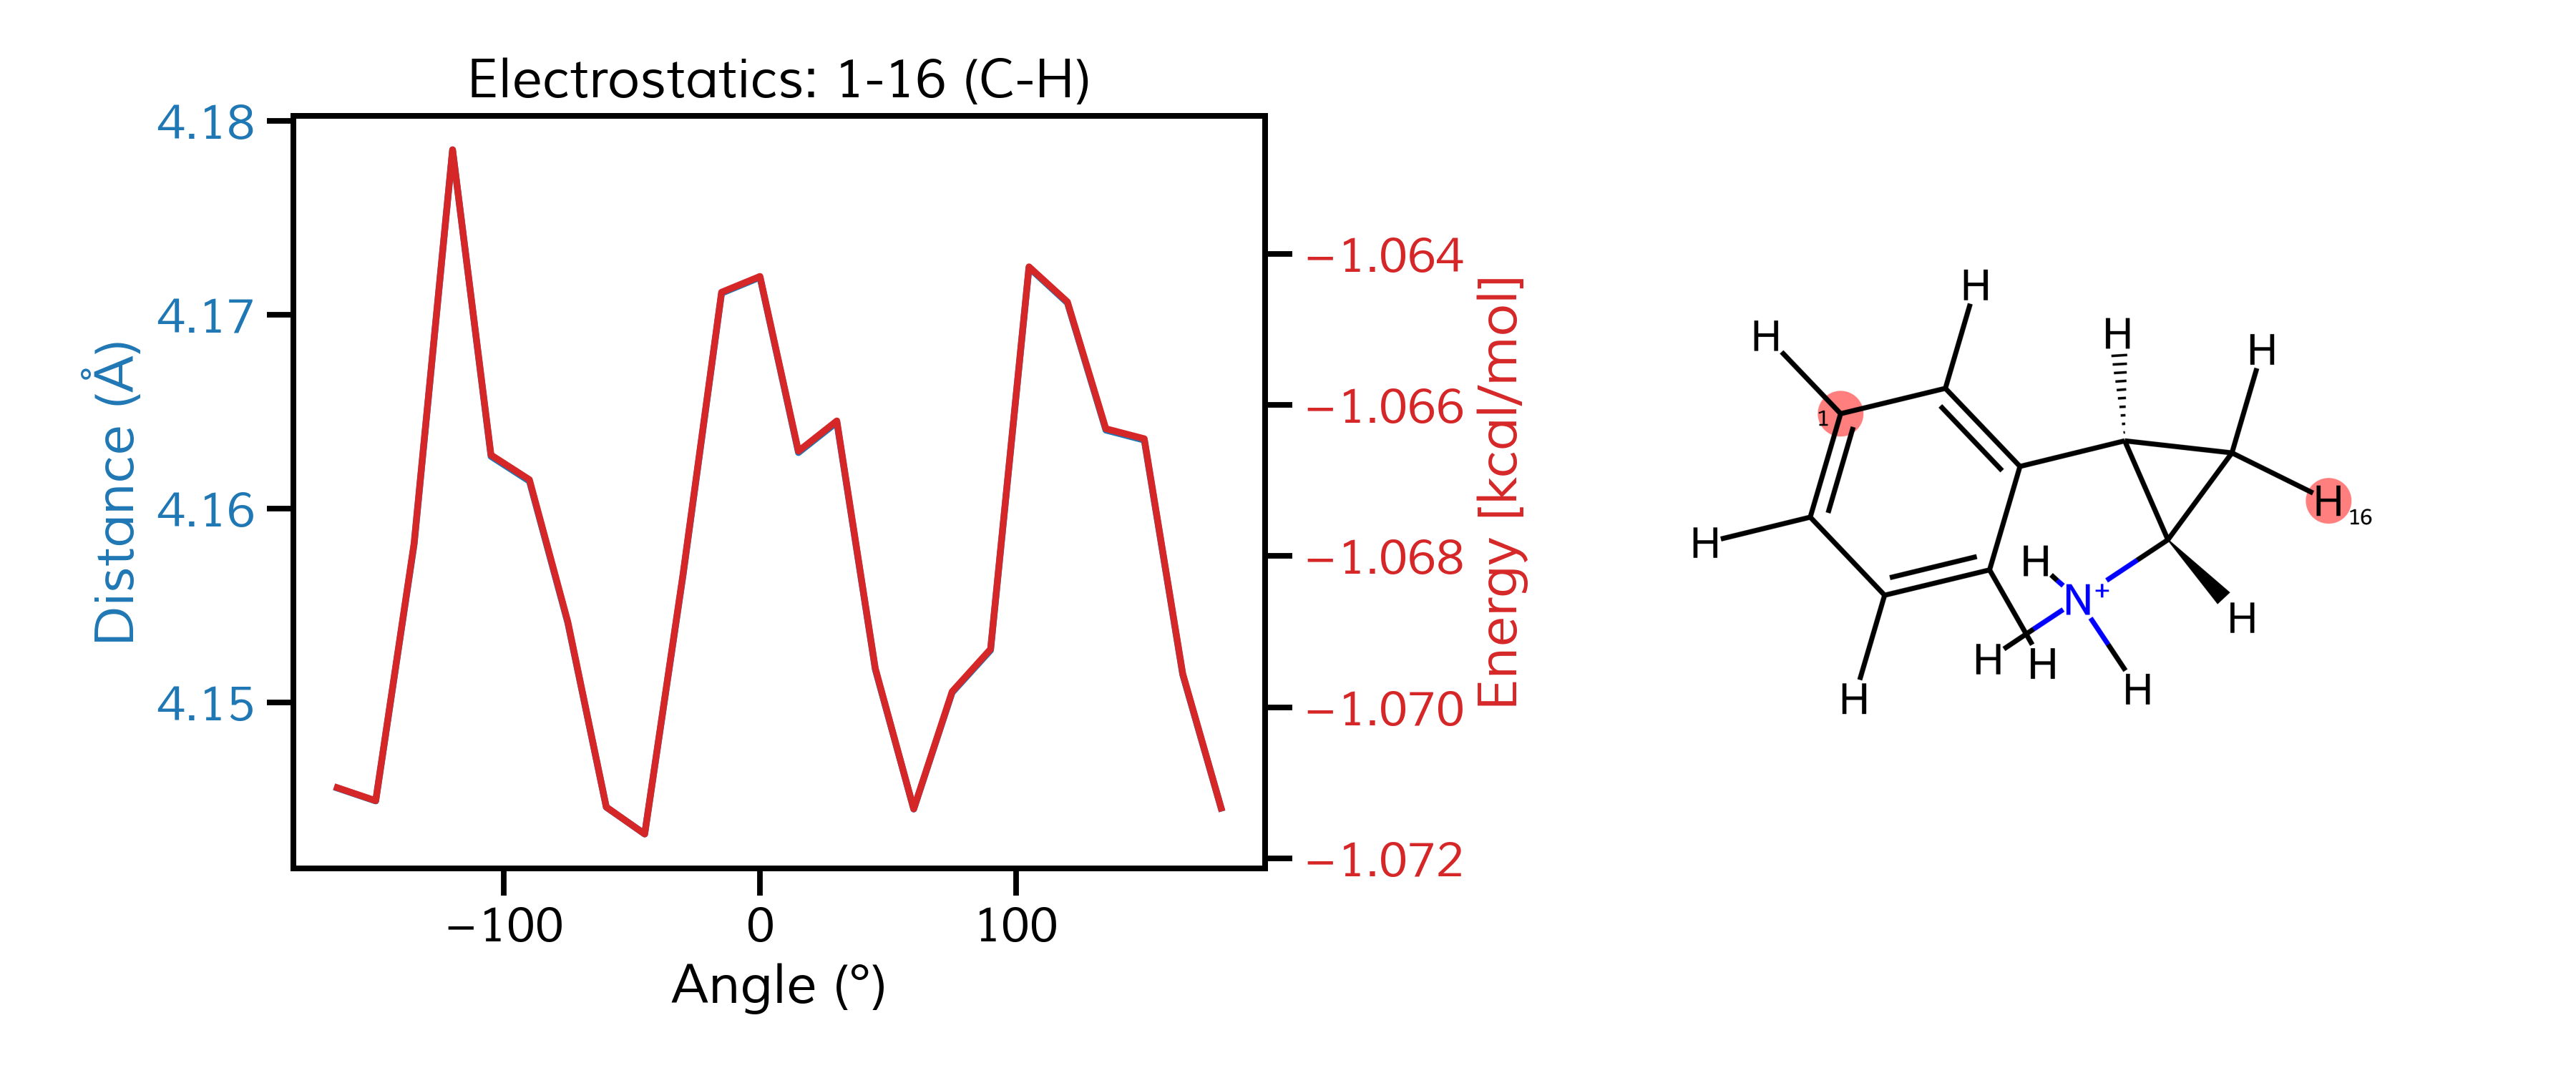 Electrostatics: 1-16 (C-H)
4.18
4.17
4.16
4.15
Distance (Å)
−1.064
−1.066
−1.068
−1.070
−1.072
Energy [kcal/mol]
−100
0
100
Angle (°)
H
H
H
H
1
H
16
H
H
N+
H
H
H
H
H